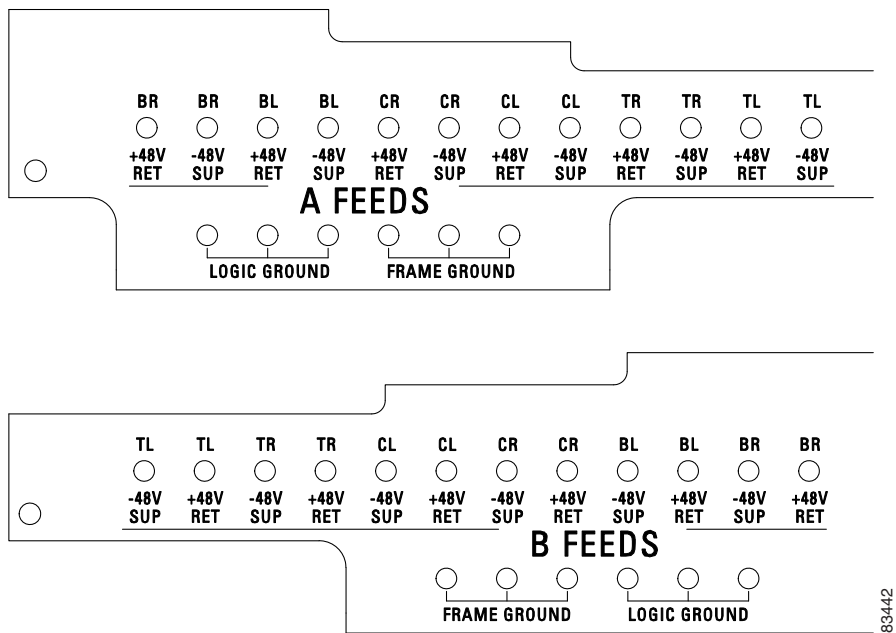 BR BR BL BL CR CR CL CL TR TR TL TL
+48V -48V +48V -48V +48V -48V +48V -48V +48V -48V +48V -48V
RET SUP RET SUP RET SUP RET SUP RET SUP RET SUP
A FEEDS
LOGIC GROUND FRAME GROUND
TL TL TR TR CL CL CR CR BL BL BR BR
-48V +48V -48V +48V -48V +48V -48V +48V -48V +48V -48V +48V
SUP RET SUP RET SUP RET SUP RET SUP RET SUP RET
B FEEDS
FRAME GROUND LOGIC GROUND
83442